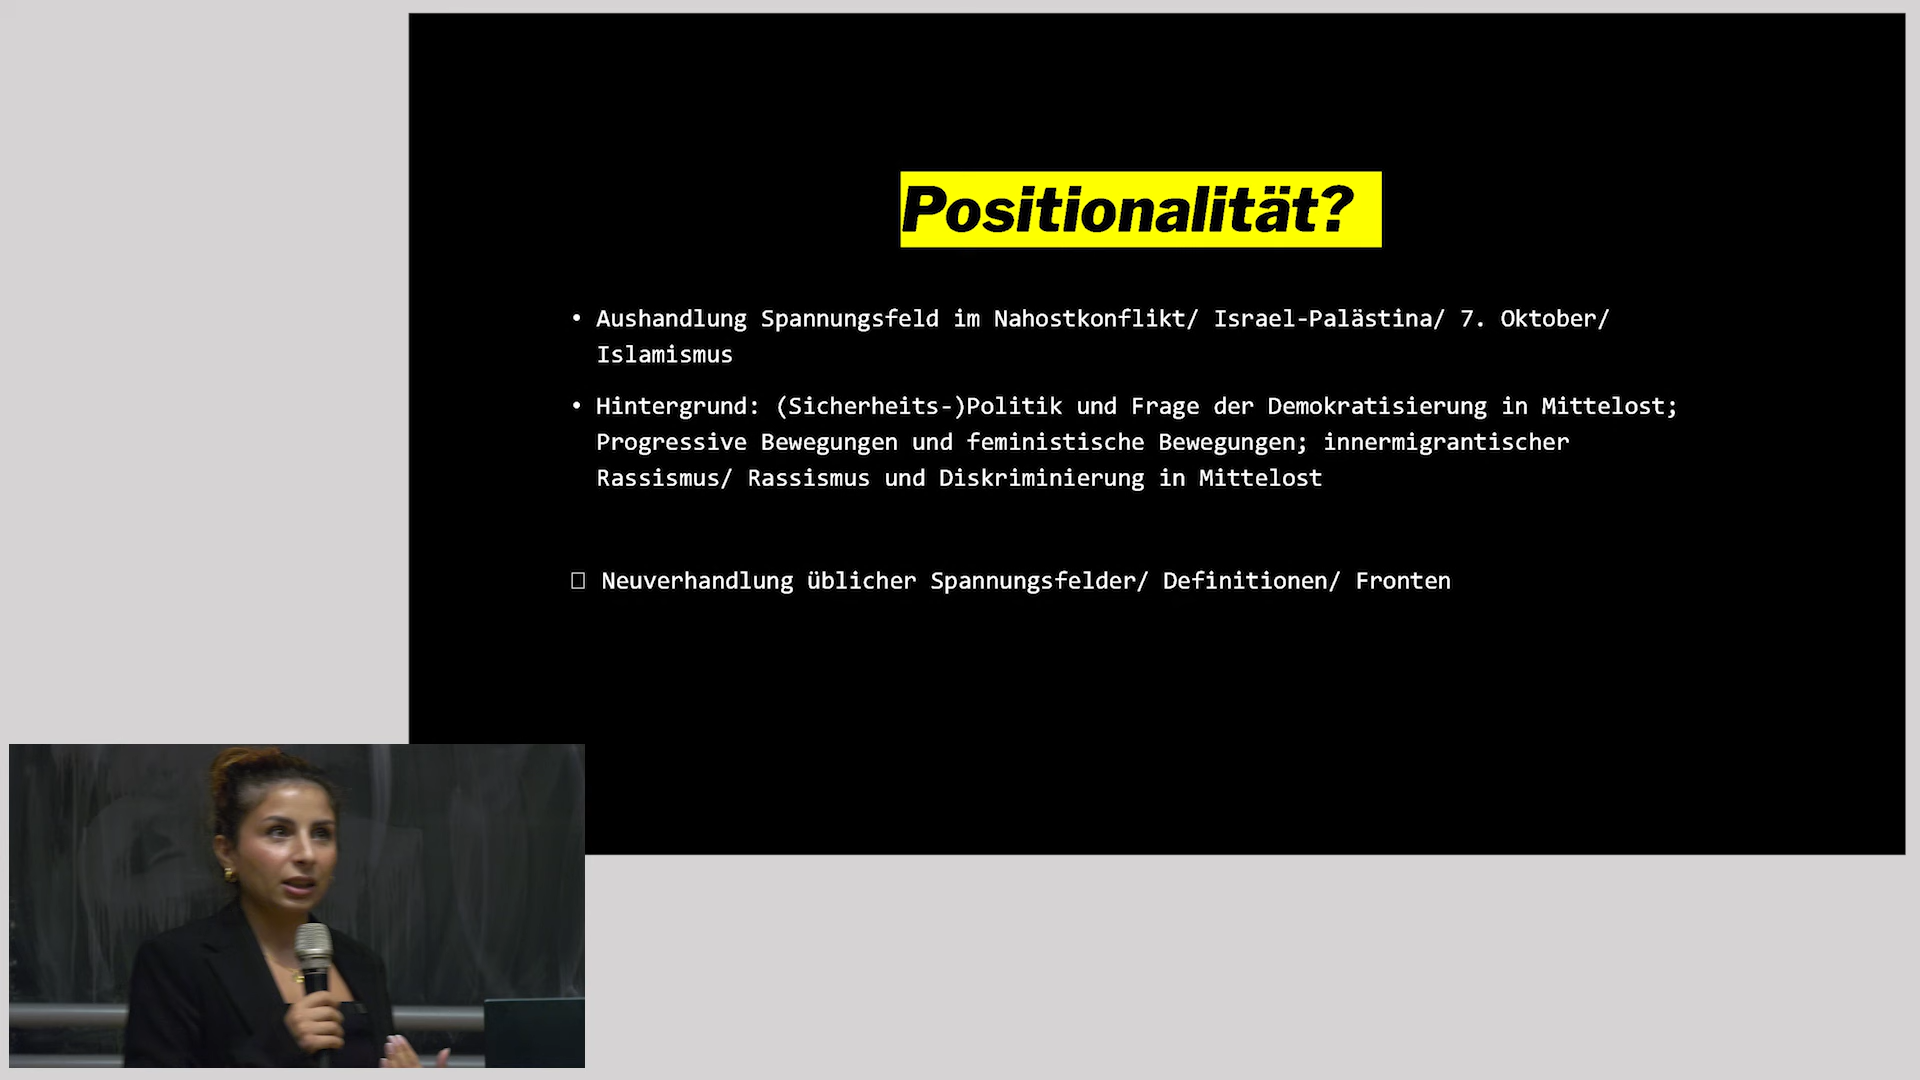 Positionalität?
• Aushandlung Spannungsfeld im Nahostkonflikt/ Israel-Palästina/ 7. Oktober/
Islamismus
• Hintergrund: (Sicherheits-)Politik und Frage der Demokratisierung in Mittelost;
Progressive Bewegungen und feministische Bewegungen; innermigrantischer
Rassismus/ Rassismus und Diskriminierung in Mittelost
□ Neuverhandlung üblicher Spannungsfelder/ Definitionen/ Fronten